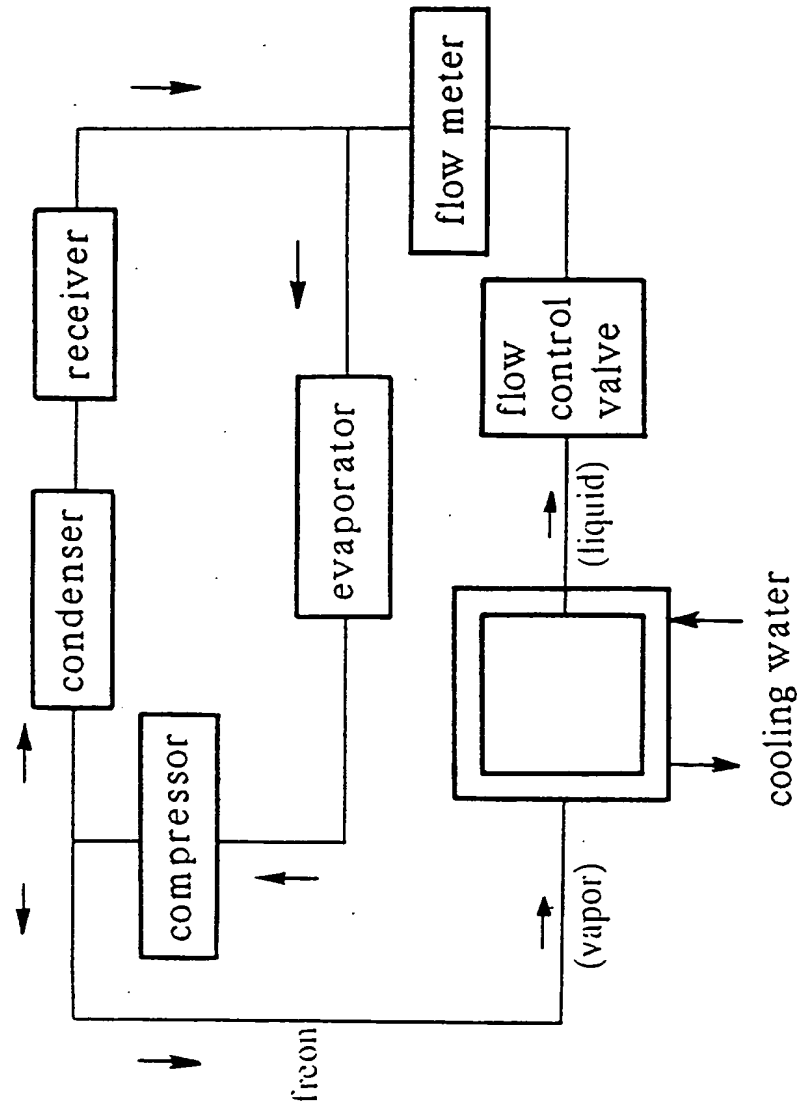 condenser
receiver
compressor
evaporator
flow meter
freon
(vapor)
(liquid)
flow
control
valve
cooling water